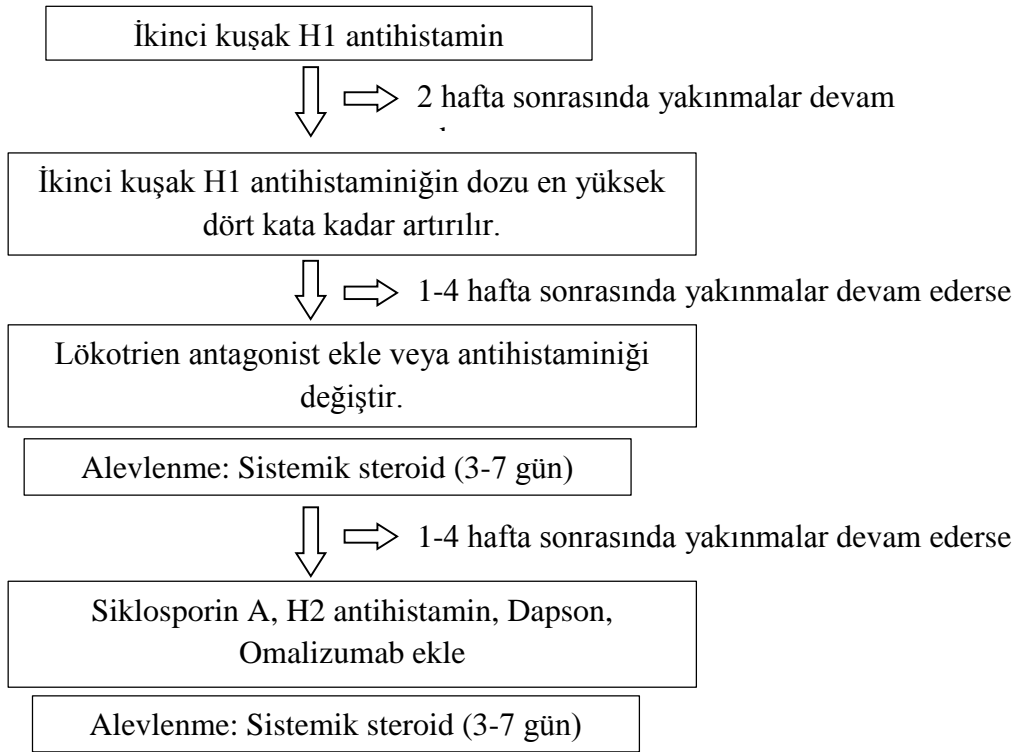 İkinci kuşak H1 antihistamin
2 hafta sonrasında yakınmalar devam
İkinci kuşak H1 antihistaminiğin dozu en yüksek
dört kata kadar artırılır.
1-4 hafta sonrasında yakınmalar devam ederse
Lökotrien antagonist ekle veya antihistaminiği
değiştir.
Alevlenme: Sistemik steroid (3-7 gün)
1-4 hafta sonrasında yakınmalar devam ederse
Siklosporin A, H2 antihistamin, Dapson,
Omalizumab ekle
Alevlenme: Sistemik steroid (3-7 gün)